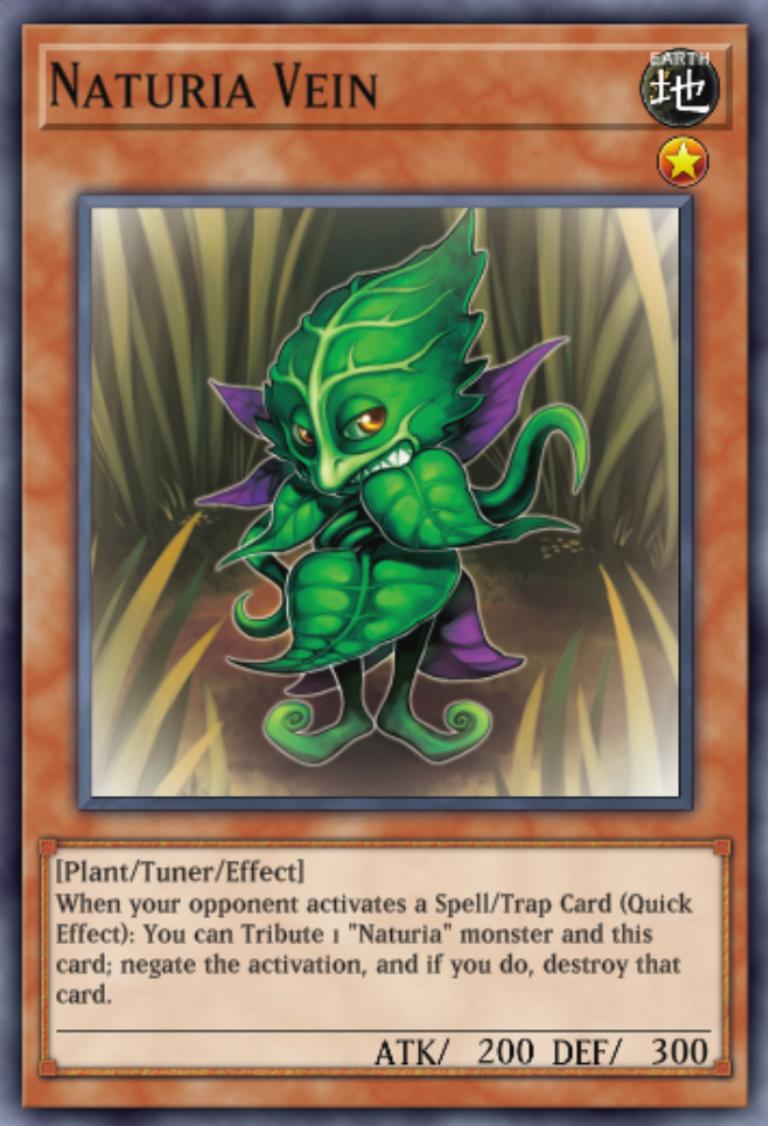 NATURIA VEIN
EARTH
地
[Plant/Tuner/Effect]
When your opponent activates a Spell/Trap Card (Quick
Effect): You can Tribute 1 "Naturia" monster and this
card; negate the activation, and if you do, destroy that
card.
ATK/ 200 DEF/ 300